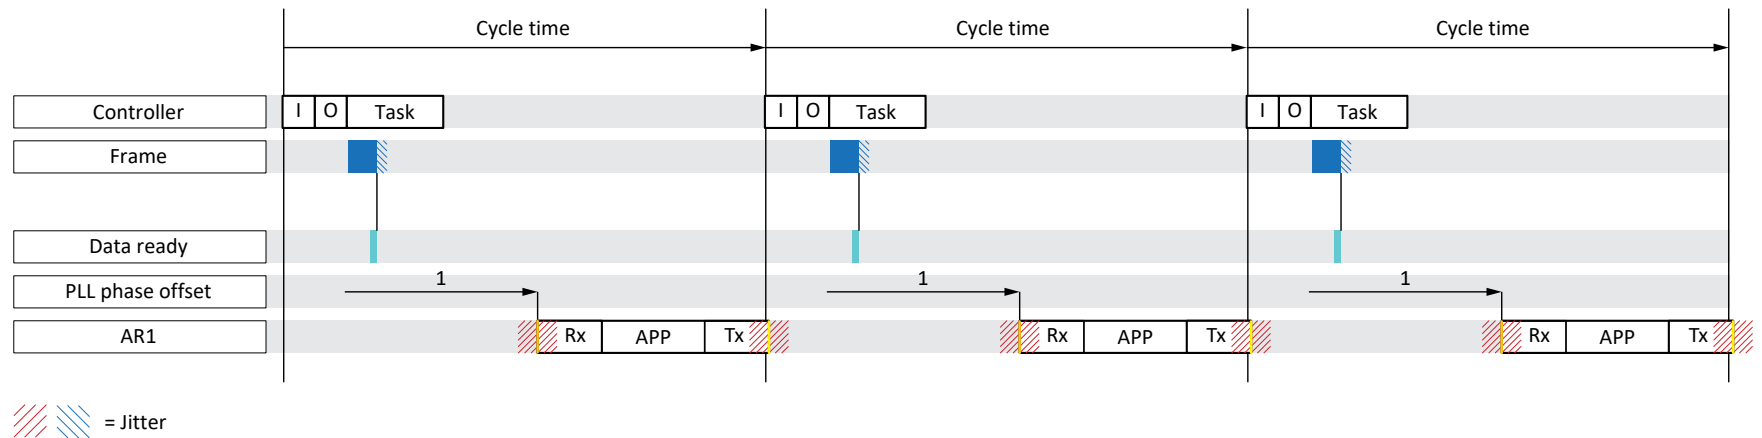 Cycle time Cycle time Cycle time
Controller I O Task I O Task I O Task
Frame
Data ready
PLL phase offset 1 1 1
AR1 Rx APP Tx Rx APP Tx Rx APP Tx
= Jitter